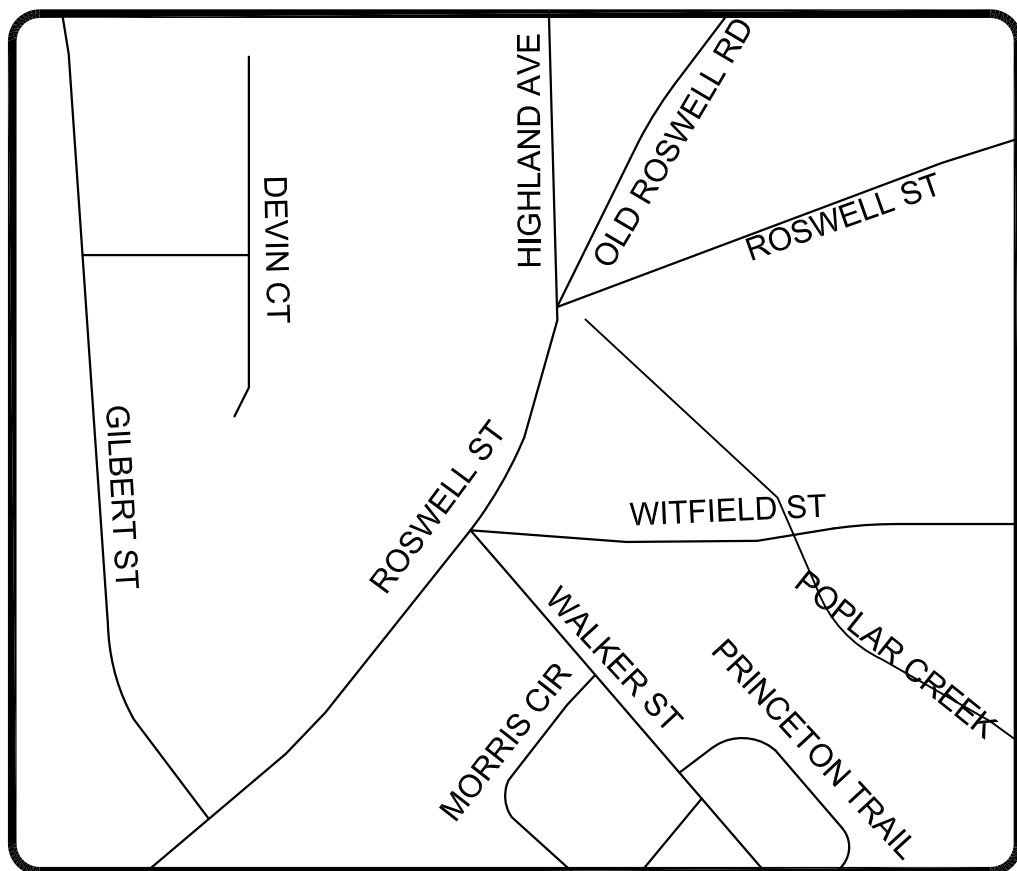 HIGHLAND AVE
OLD ROSWELL RD
DEVIN CT
ROSWELL ST
GILBERT ST
ROSWELL ST
WITFIELD ST
WALKER ST
POPLAR CREEK
PRINCETON TRAIL
MORRIS CIR